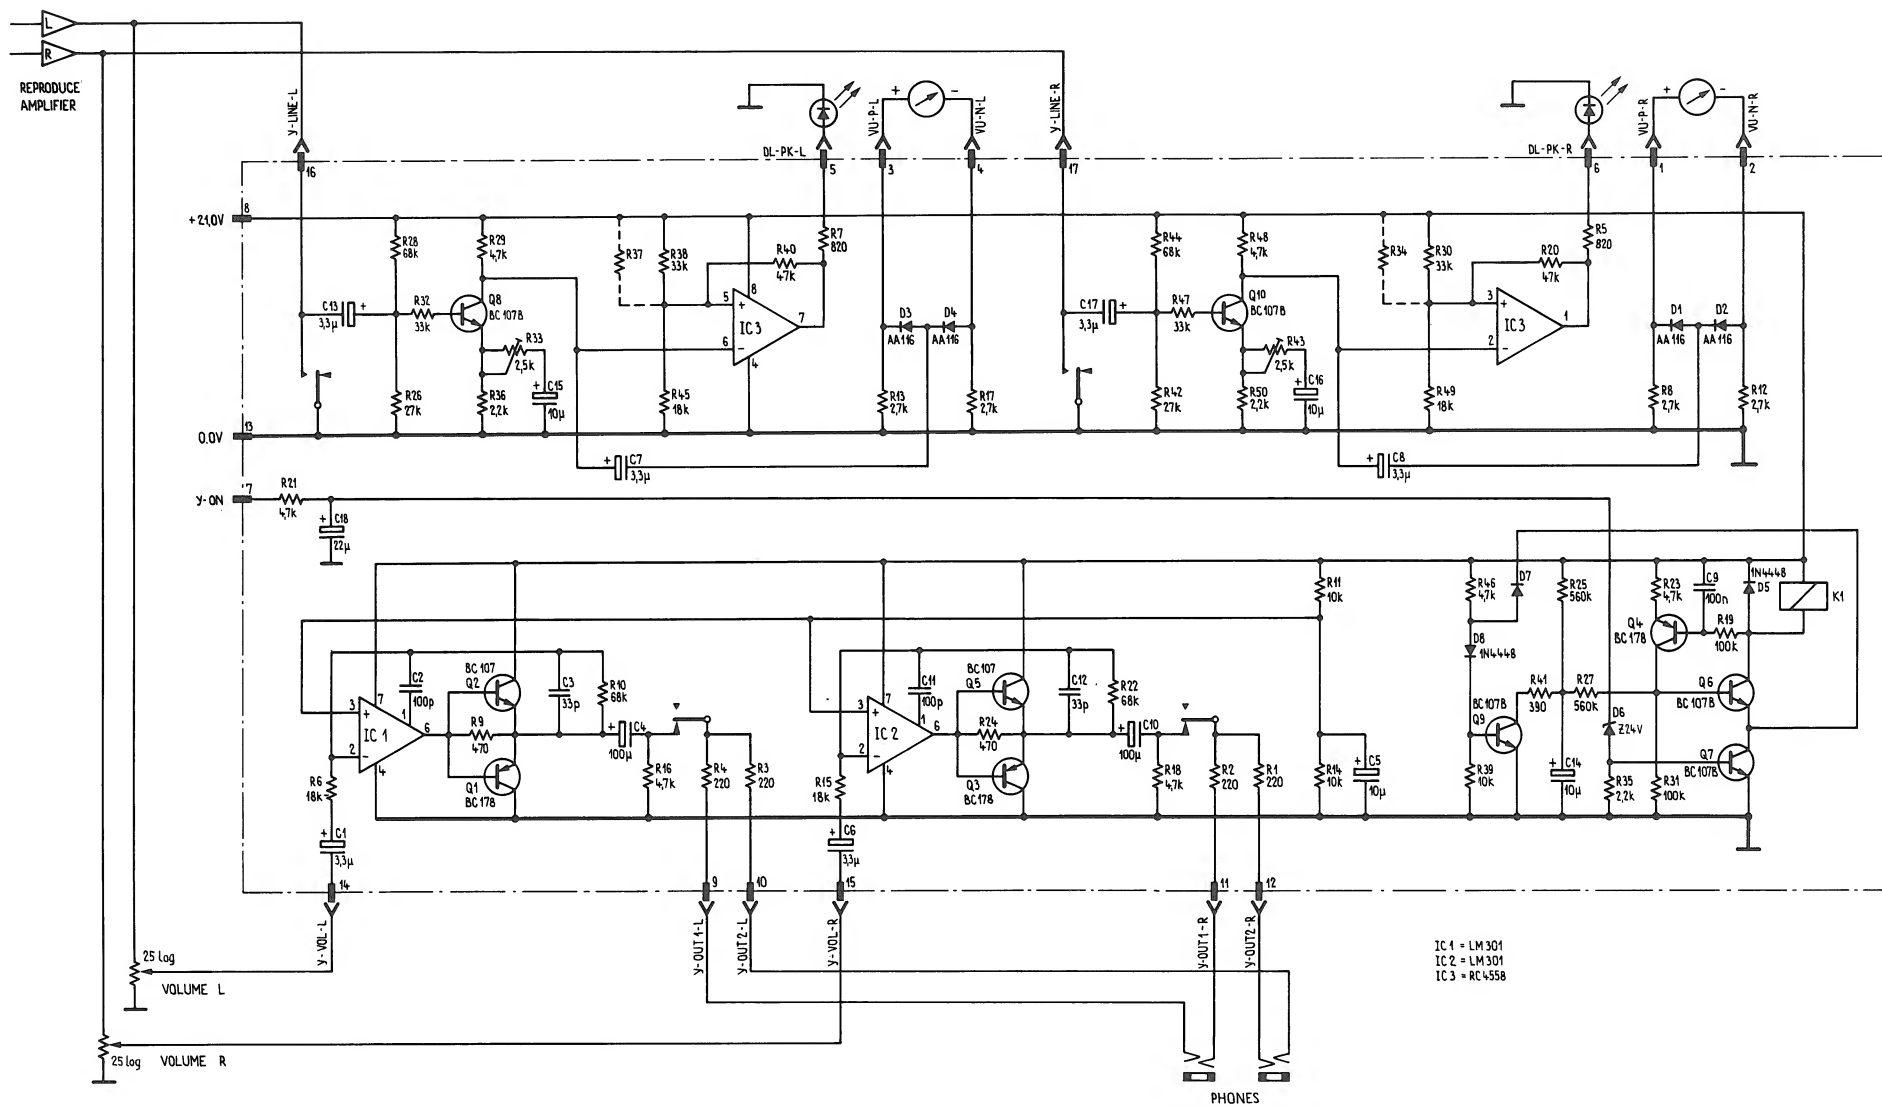 L
R
REPRODUCE
AMPLIFIER
Y-LINE-L
16
DL-PK-L
5
VU-P-L
+
-
VU-N-L
3
4
Y-LINE-R
17
DL-PK-R
6
VU-P-R
+
-
VU-N-R
1
2
+21,0V
8
R28
68k
R29
4,7k
R37
R38
33k
R40
47k
R7
820
R44
68k
R48
4,7k
R34
R30
33k
R20
47k
R5
820
C13
+
3,3µ
R32
33k
Q8
BC107B
5
+
8
IC3
7
6
-
4
D3
AA116
D4
AA116
C17
+
3,3µ
R47
33k
Q10
BC107B
3
+
IC3
1
2
-
D1
AA116
D2
AA116
R33
2,5k
R43
2,5k
R26
27k
R36
2,2k
+
C15
10µ
R45
18k
R13
2,7k
R17
2,7k
R42
27k
R50
2,2k
+
C16
10µ
R49
18k
R8
2,7k
R12
2,7k
0.0V
13
+
C7
3,3µ
+
C8
3,3µ
Y-ON
7
R21
4,7k
+
C18
22µ
R11
10k
R46
4,7k
D7
R25
560k
R23
4,7k
C9
100n
1N4448
D5
K1
Q4
BC178
R19
100k
D8
1N4448
BC107
Q2
C2
100p
C3
33p
R10
68k
BC107
Q5
C11
100p
C12
33p
R22
68k
3
+
7
1
IC1
6
2
-
4
R9
470
+
C4
100µ
3
+
7
1
IC2
6
2
-
4
R24
470
+
C10
100µ
BC107B
Q9
R41
390
R27
560k
Q6
BC107B
D6
Z24V
Q7
BC107B
R6
18k
Q1
BC178
R16
4,7k
R4
220
R3
220
R15
18k
Q3
BC178
R18
4,7k
R2
220
R1
220
R14
10k
+
C5
10µ
R39
10k
+
C14
10µ
R35
2,2k
R31
100k
+
C1
3,3µ
+
C6
3,3µ
14
9
10
15
11
12
Y-VOL-L
Y-OUT1-L
Y-OUT2-L
Y-VOL-R
Y-OUT1-R
Y-OUT2-R
25 log
VOLUME L
IC1 = LM301
IC2 = LM301
IC3 = RC4558
25 log
VOLUME R
PHONES